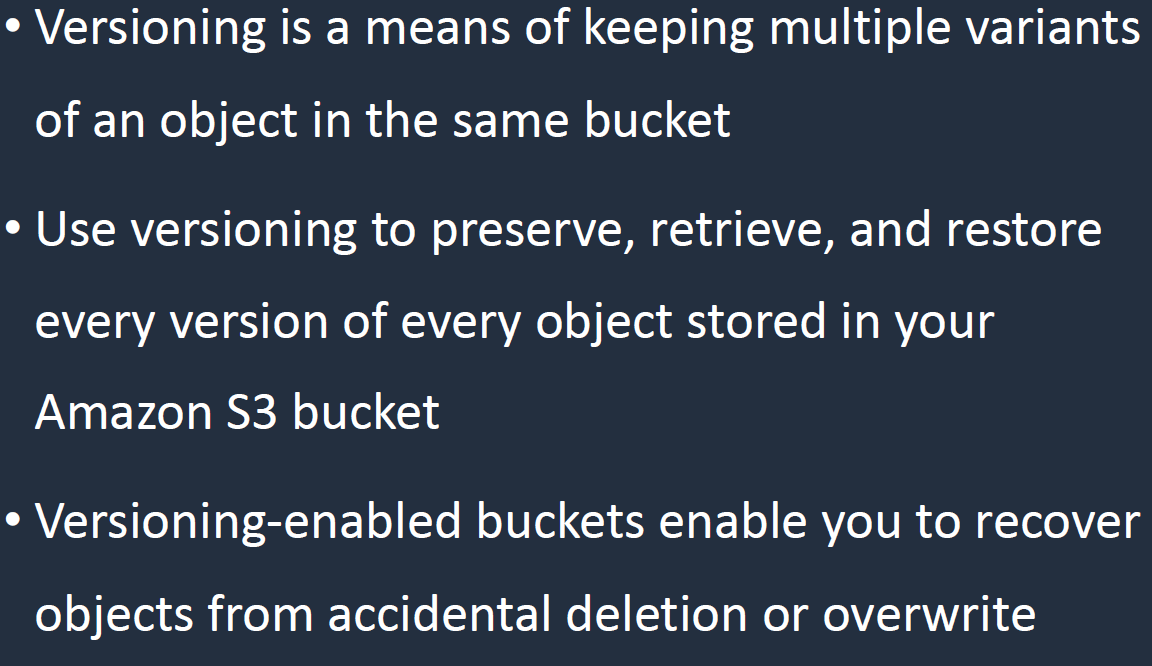 • Versioning is a means of keeping multiple variants
of an object in the same bucket
• Use versioning to preserve, retrieve, and restore
every version of every object stored in your
Amazon S3 bucket
• Versioning-enabled buckets enable you to recover
objects from accidental deletion or overwrite